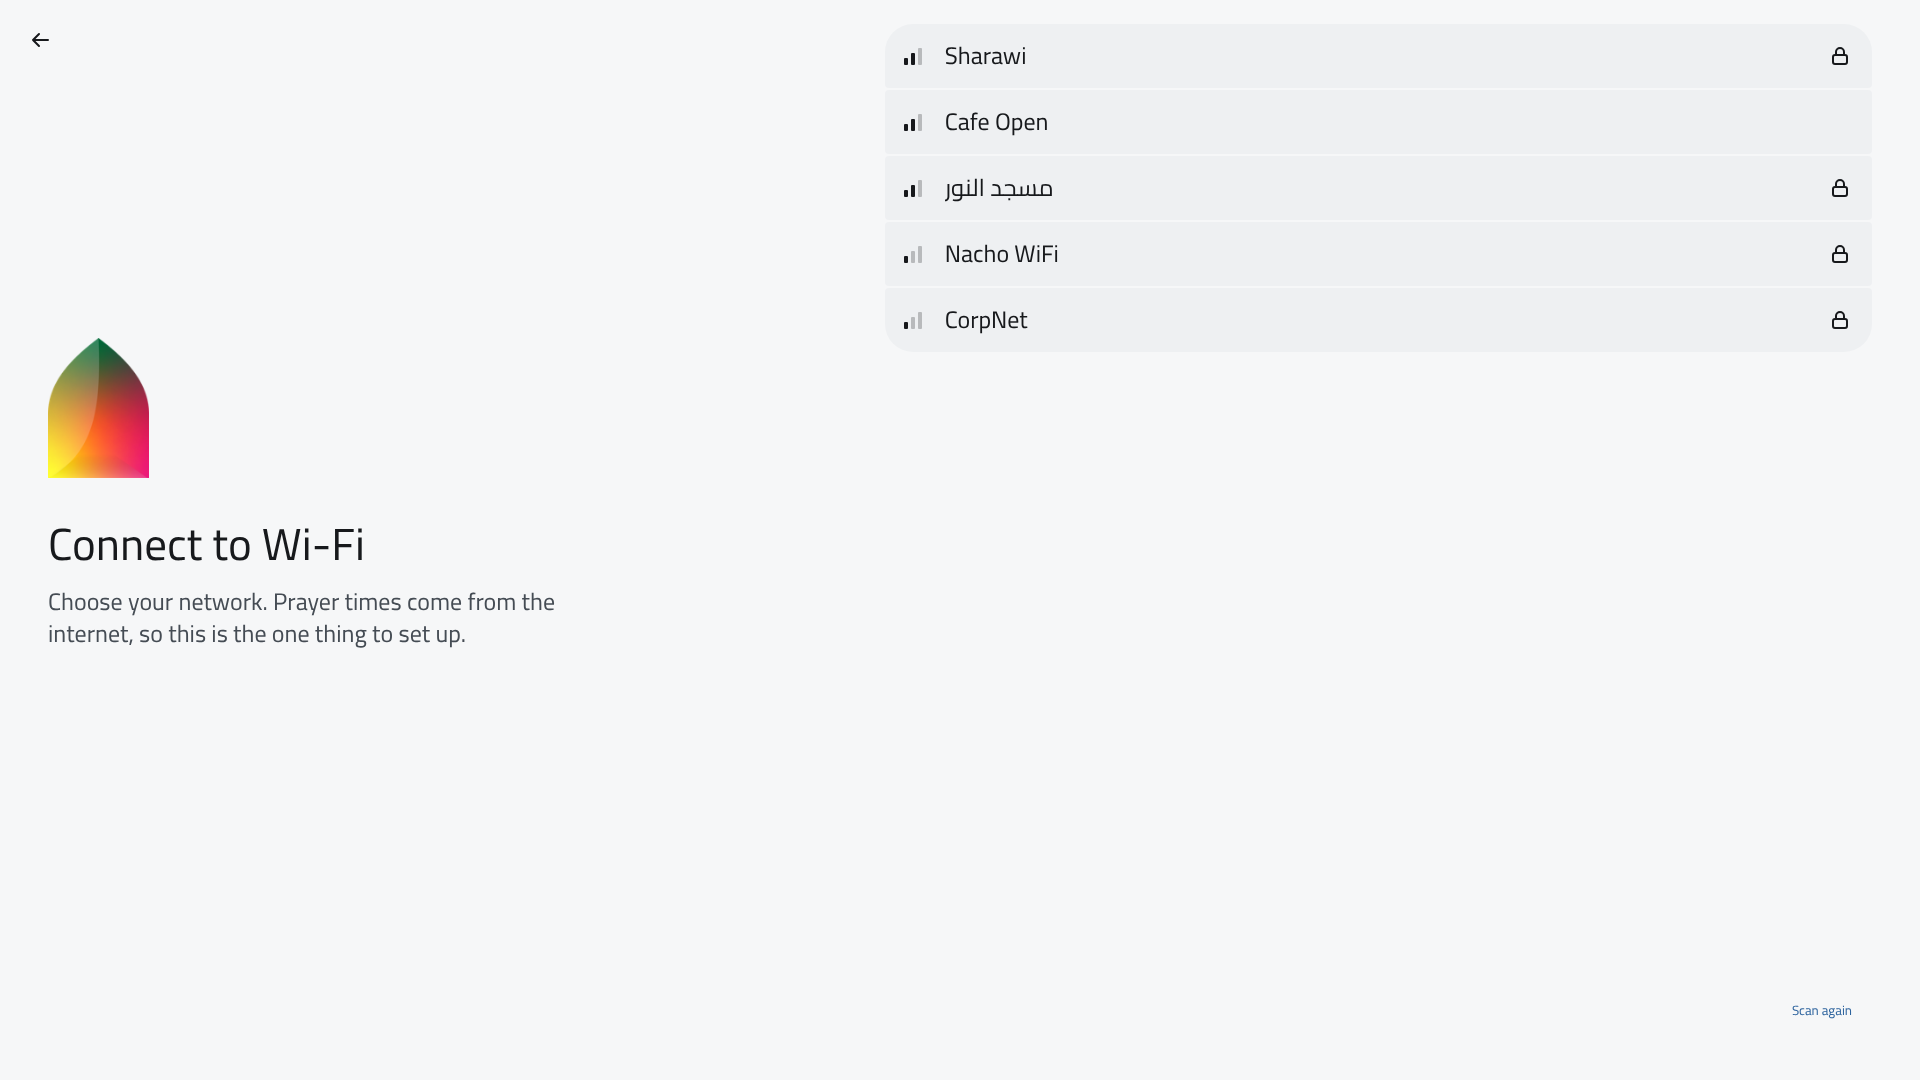 Sharawi
Cafe Open
مسجد النور
Nacho WiFi
CorpNet
Connect to Wi-Fi
Choose your network. Prayer times come from the
internet, so this is the one thing to set up.
Scan again